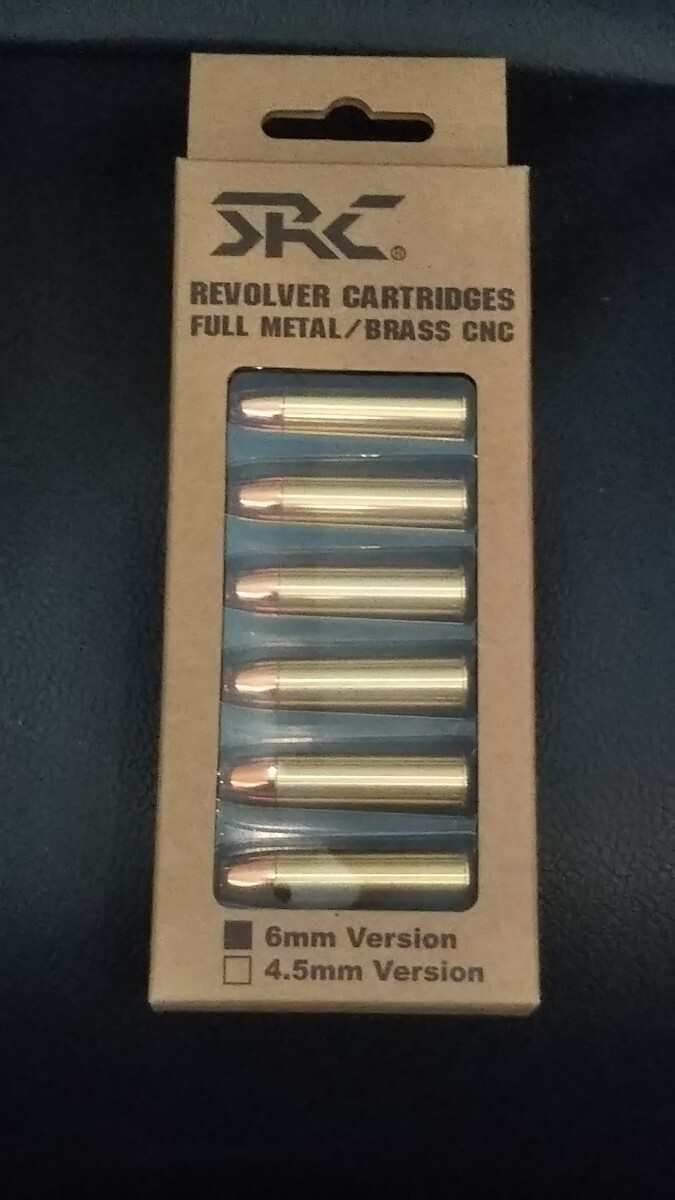 SRC®
REVOLVER CARTRIDGES
FULL METAL/BRASS CNC
6mm Version
4.5mm Version